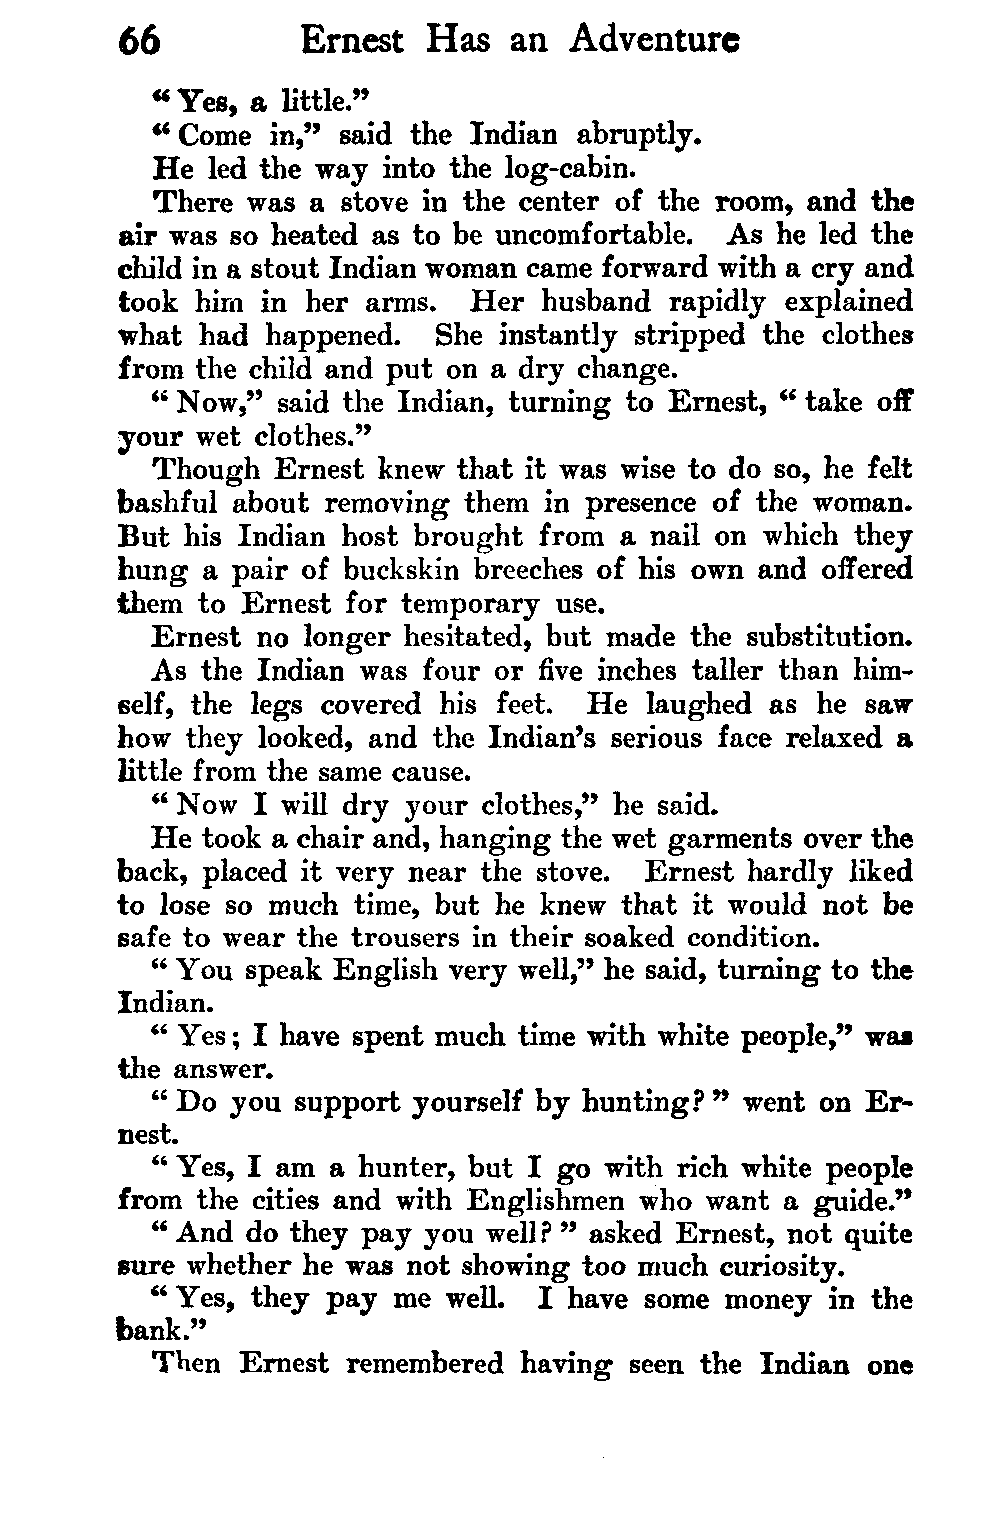 66 Ernest Has an Adventure
“ Yes, a little.”
“ Come in,” said the Indian abruptly.
He led the way into the log-cabin.
There was a stove in the center of the room, and the
air was so heated as to be uncomfortable. As he led the
child in a stout Indian woman came forward with a cry and
took him in her arms. Her husband rapidly explained
what had happened. She instantly stripped the clothes
from the child and put on a dry change.
“ Now,” said the Indian, turning to Ernest, “ take off
your wet clothes.”
Though Ernest knew that it was wise to do so, he felt
bashful about removing them in presence of the woman.
But his Indian host brought from a nail on which they
hung a pair of buckskin breeches of his own and offered
them to Ernest for temporary use.
Ernest no longer hesitated, but made the substitution.
As the Indian was four or five inches taller than him-
self, the legs covered his feet. He laughed as he saw
how they looked, and the Indian’s serious face relaxed a
little from the same cause.
“ Now I will dry your clothes,” he said.
He took a chair and, hanging the wet garments over the
back, placed it very near the stove. Ernest hardly liked
to lose so much time, but he knew that it would not be
safe to wear the trousers in their soaked condition.
“ You speak English very well,” he said, turning to the
Indian.
“ Yes ; I have spent much time with white people,” was
the answer.
“ Do you support yourself by hunting? ” went on Er-
nest.
“ Yes, I am a hunter, but I go with rich white people
from the cities and with Englishmen who want a guide.”
“ And do they pay you well? ” asked Ernest, not quite
sure whether he was not showing too much curiosity.
“ Yes, they pay me well. I have some money in the
bank.”
Then Ernest remembered having seen the Indian one